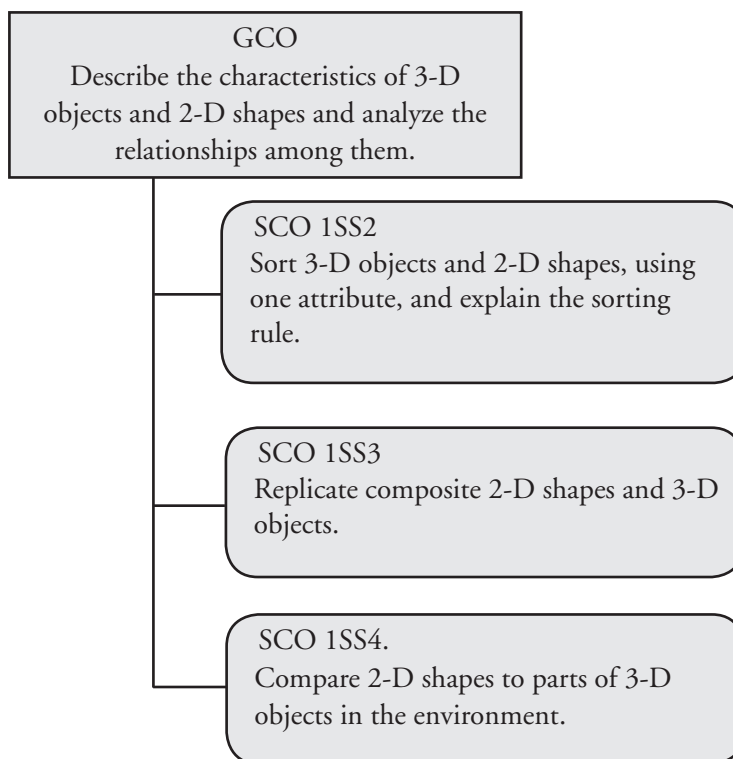 GCO
Describe the characteristics of 3-D
objects and 2-D shapes and analyze the
relationships among them.
SCO 1SS2
Sort 3-D objects and 2-D shapes, using
one attribute, and explain the sorting
rule.
SCO 1SS3
Replicate composite 2-D shapes and 3-D
objects.
SCO 1SS4.
Compare 2-D shapes to parts of 3-D
objects in the environment.